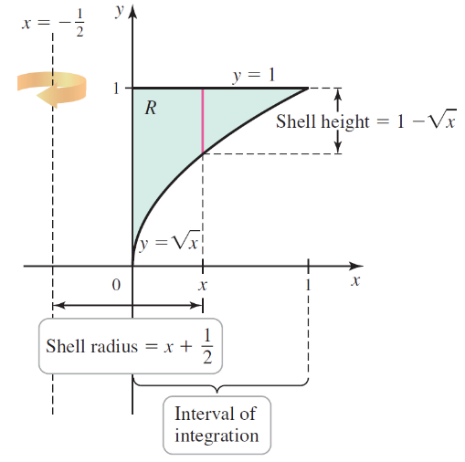 x = −1/2
y
1
y = 1
R
Shell height = 1 − √x
y = √x
0
x
1
x
Shell radius = x + 1/2
Interval of
integration